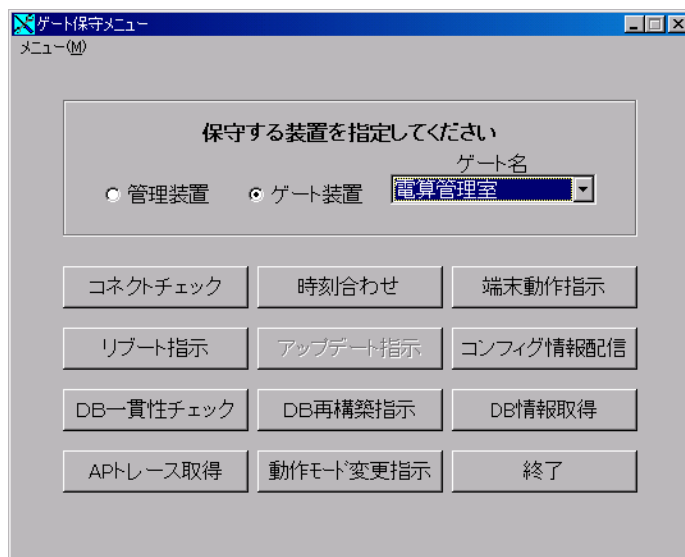 ゲート保守メニュー
メニュー(M)
保守する装置を指定してください
ゲート名
管理装置 ゲート装置 電算管理室
コネクトチェック 時刻合わせ 端末動作指示
リブート指示 アップデート指示 コンフィグ情報配信
DB一貫性チェック DB再構築指示 DB情報取得
APトレース取得 動作モード変更指示 終了